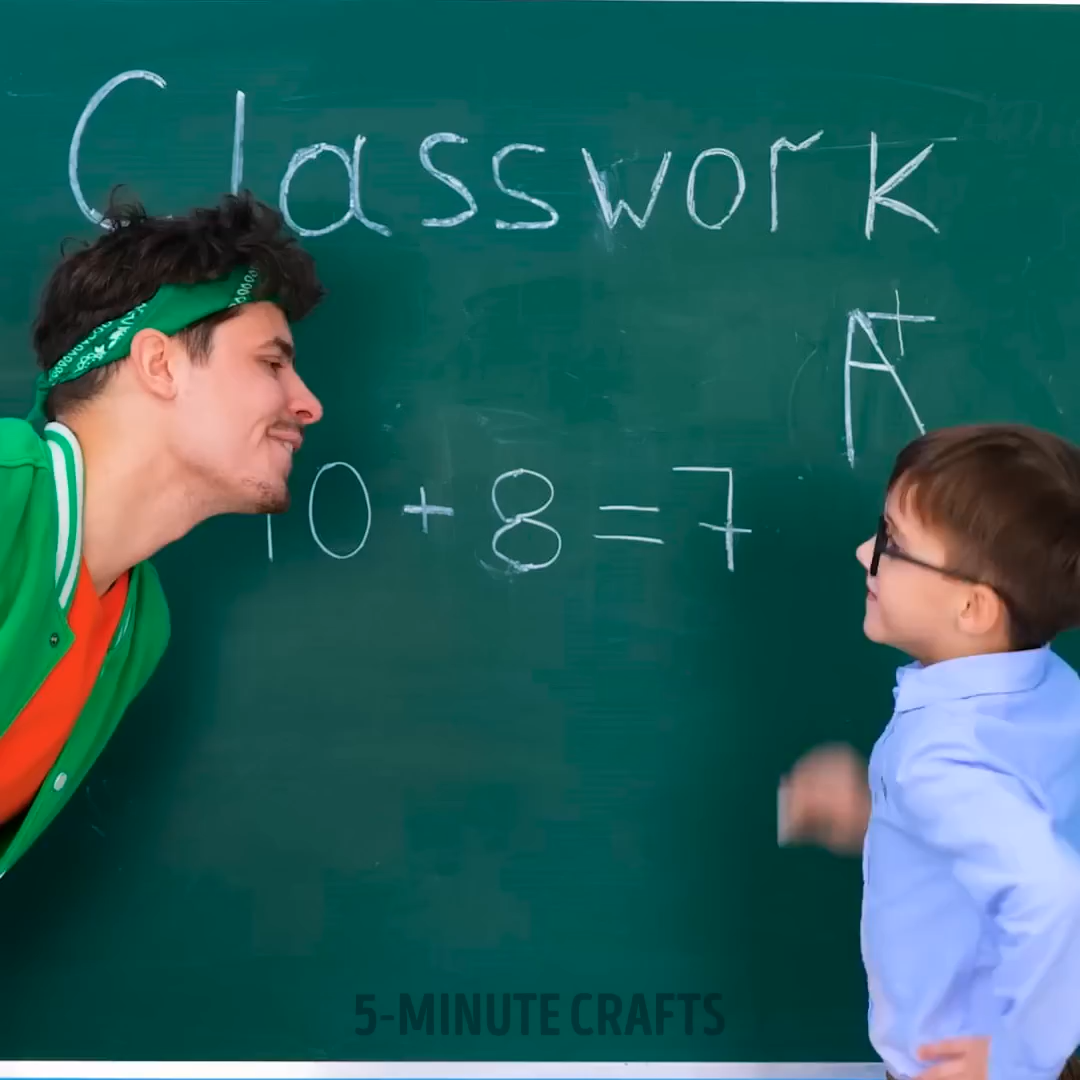 Classwork
A+
10 + 8 = 7
5-MINUTE CRAFTS